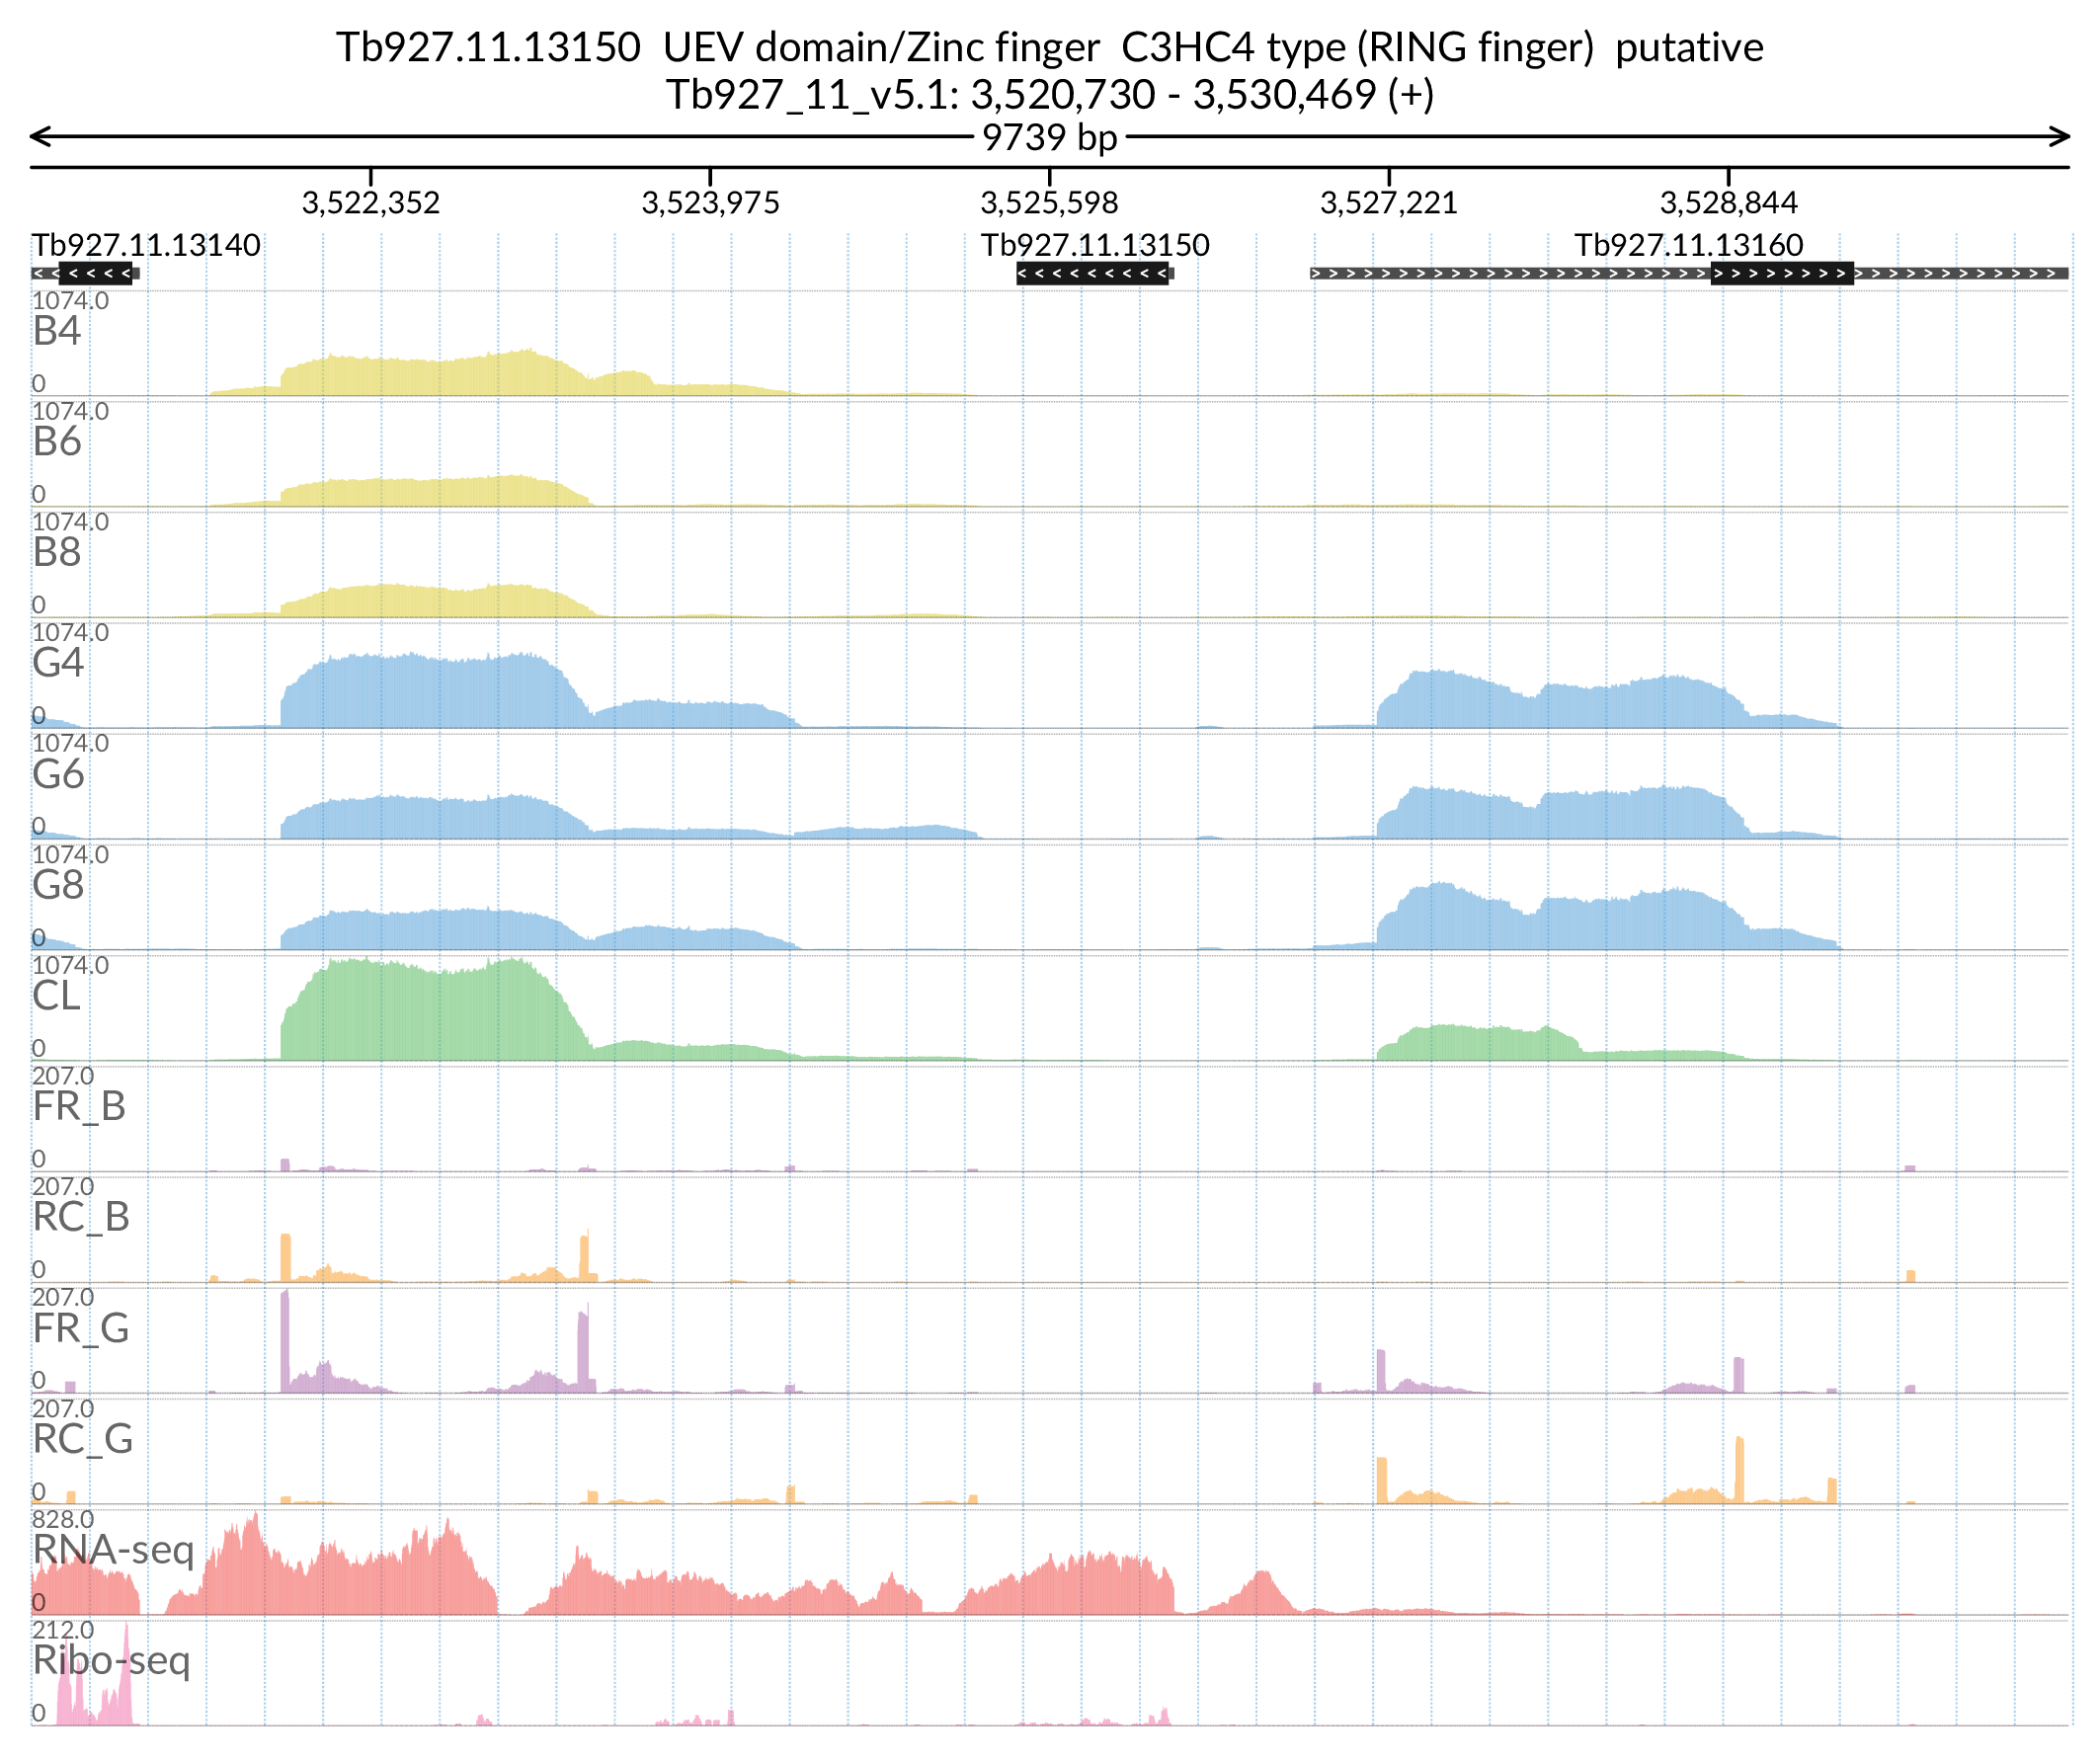 Tb927.11.13150  UEV domain/Zinc finger  C3HC4 type (RING finger)  putative
Tb927_11_v5.1: 3,520,730 - 3,530,469 (+)
9739 bp
3,522,352 3,523,975 3,525,598 3,527,221 3,528,844
Tb927.11.13140 Tb927.11.13150 Tb927.11.13160
1074.0
B4
0
1074.0
B6
0
1074.0
B8
0
1074.0
G4
0
1074.0
G6
0
1074.0
G8
0
1074.0
CL
0
207.0
FR_B
0
207.0
RC_B
0
207.0
FR_G
0
207.0
RC_G
0
828.0
RNA-seq
0
212.0
Ribo-seq
0